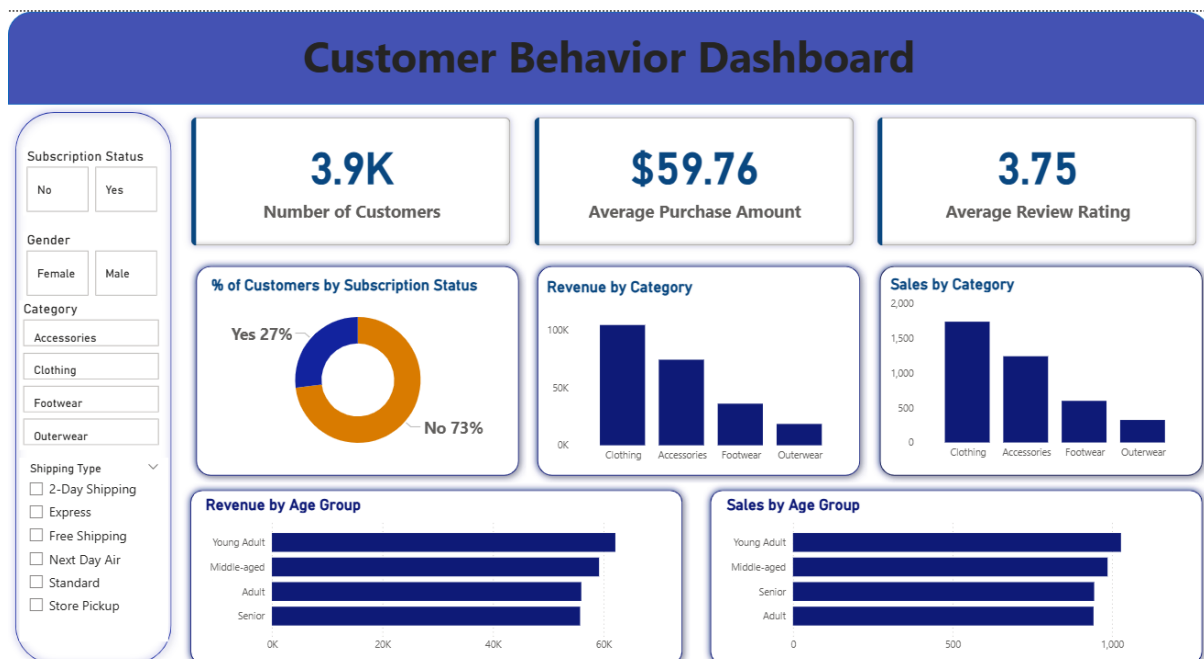 Customer Behavior Dashboard
Subscription Status
No
Yes
Gender
Female
Male
Category
Accessories
Clothing
Footwear
Outerwear
Shipping Type
2-Day Shipping
Express
Free Shipping
Next Day Air
Standard
Store Pickup
3.9K
Number of Customers
$59.76
Average Purchase Amount
3.75
Average Review Rating
% of Customers by Subscription Status
Yes 27%
No 73%
Revenue by Category
100K
50K
0K
Clothing Accessories Footwear Outerwear
Sales by Category
2,000
1,500
1,000
500
0
Clothing Accessories Footwear Outerwear
Revenue by Age Group
Young Adult
Middle-aged
Adult
Senior
0K 20K 40K 60K
Sales by Age Group
Young Adult
Middle-aged
Senior
Adult
0 500 1,000